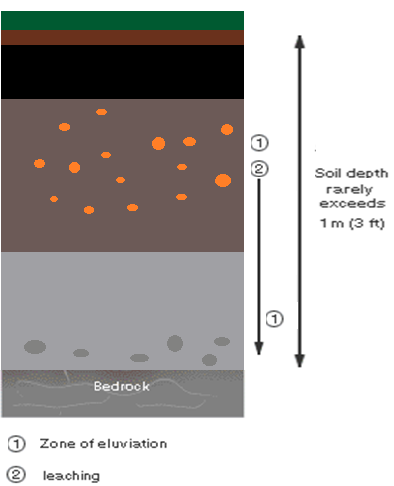 ①
②
Soil depth
rarely
exceeds
1 m (3 ft)
①
Bedrock
① Zone of eluviation
② leaching